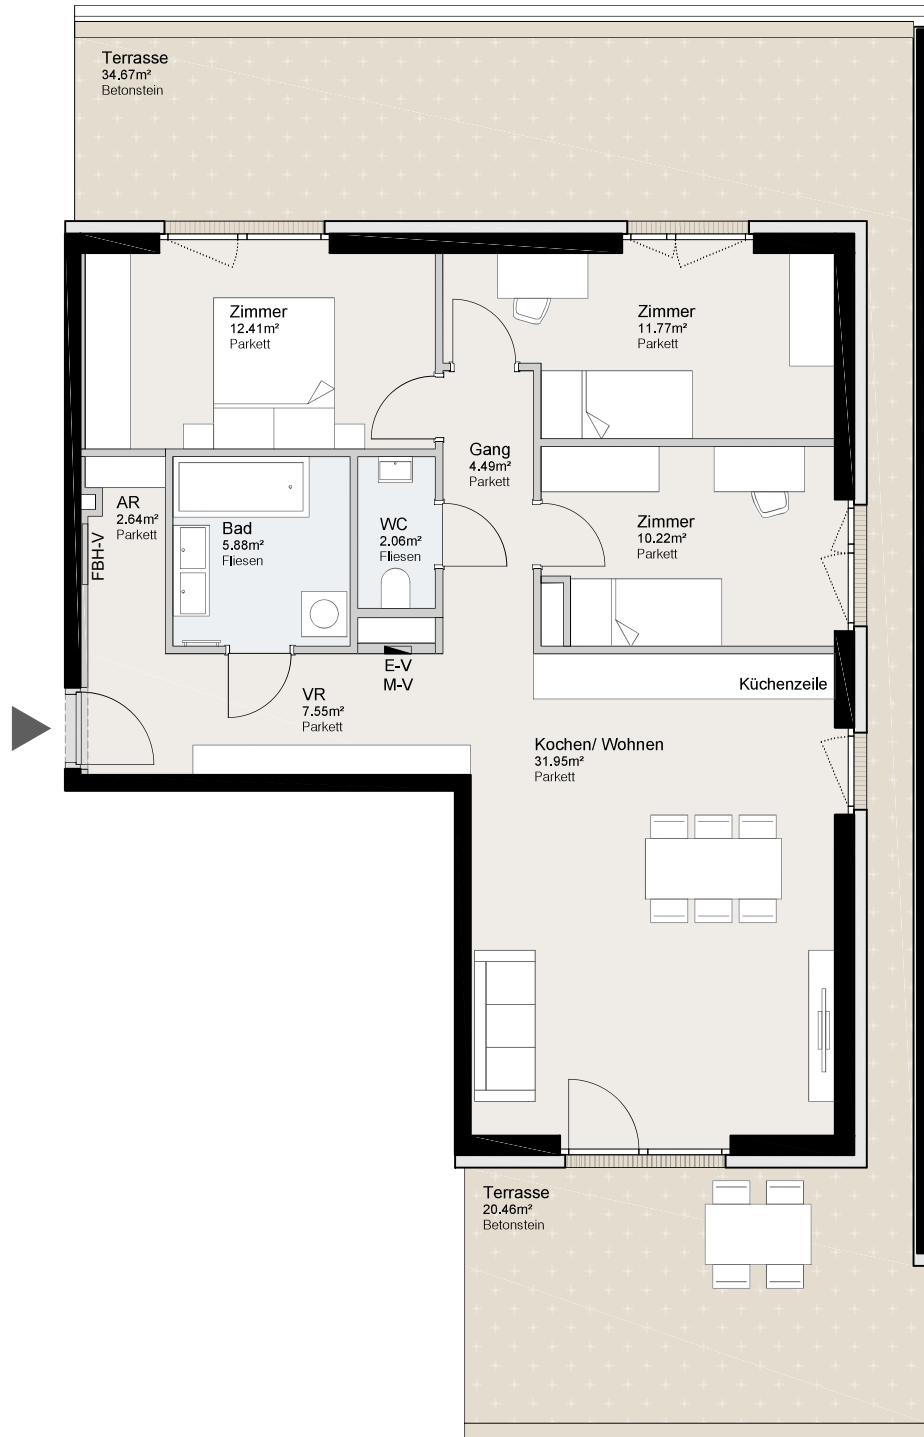 Terrasse
34.67m²
Betonstein
Zimmer
12.41m²
Parkett
Zimmer
11.77m²
Parkett
Gang
4.49m²
Parkett
AR
2.64m²
Parkett
FBH-V
Bad
5.88m²
Fliesen
WC
2.06m²
Fliesen
Zimmer
10.22m²
Parkett
E-V
M-V
VR
7.55m²
Parkett
Küchenzeile
Kochen/ Wohnen
31.95m²
Parkett
Terrasse
20.46m²
Betonstein